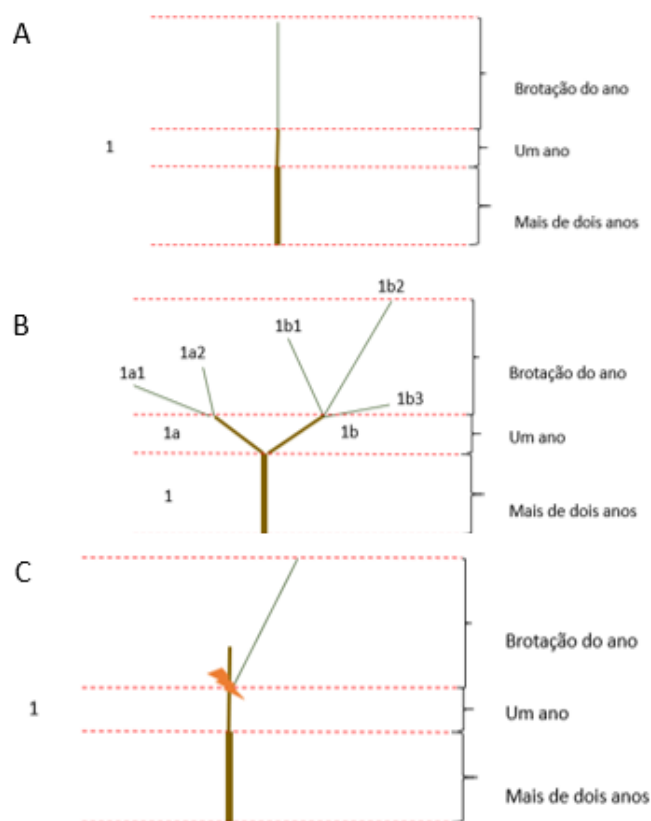 A
Brotação do ano
1
Um ano
Mais de dois anos
B
1b2
1b1
1a2
1a1
Brotação do ano
1b3
1a
1b
Um ano
1
Mais de dois anos
C
Brotação do ano
1
Um ano
Mais de dois anos